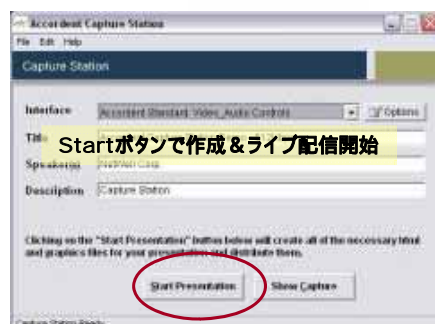 Accordent Capture Station
File Edit Help
Capture Station
Interface Accordent Standard Video_Audio Controls Options
Startボタンで作成&ライブ配信開始
Description Capture Station
Clicking on the "Start Presentation" button below will create all of the necessary html
and graphics files for your presentation and distribute them.
Start Presentation Show Capture
Capture Station Ready